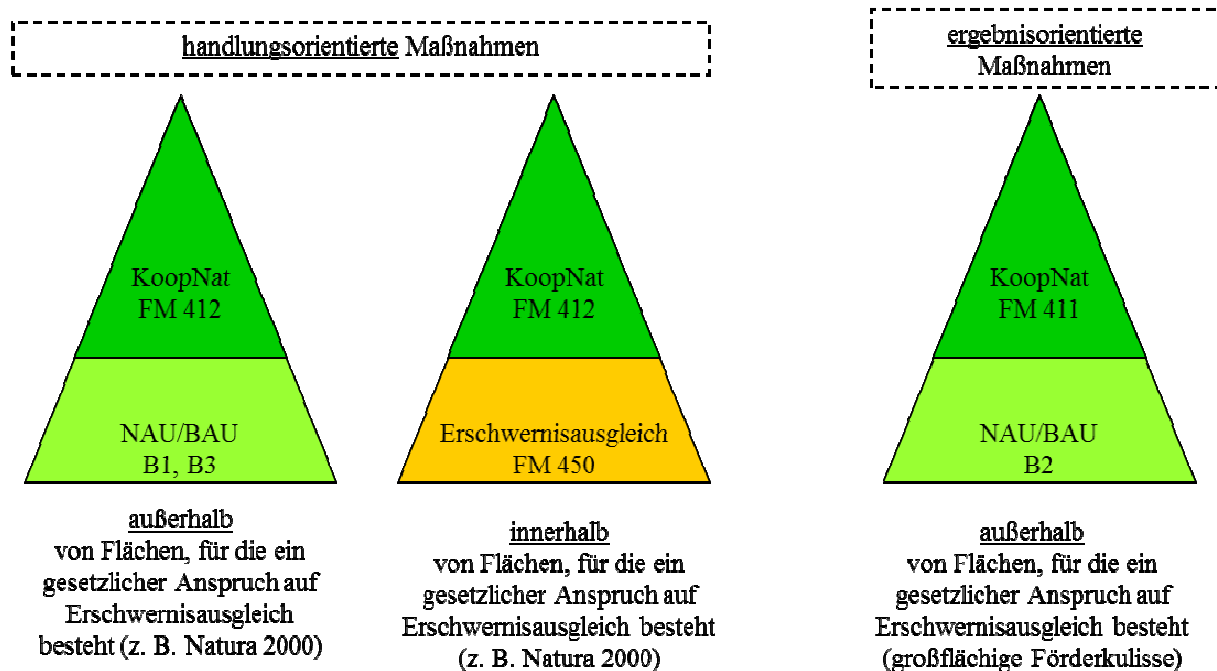 handlungsorientierte Maßnahmen
ergebnisorientierte
Maßnahmen
KoopNat
FM 412
NAU/BAU
B1, B3
außerhalb
von Flächen, für die ein
gesetzlicher Anspruch auf
Erschwernisausgleich
besteht (z. B. Natura 2000)
KoopNat
FM 412
Erschwernisausgleich
FM 450
innerhalb
von Flächen, für die ein
gesetzlicher Anspruch auf
Erschwernisausgleich besteht
(z. B. Natura 2000)
KoopNat
FM 411
NAU/BAU
B2
außerhalb
von Flächen, für die ein
gesetzlicher Anspruch auf
Erschwernisausgleich besteht
(großflächige Förderkulisse)